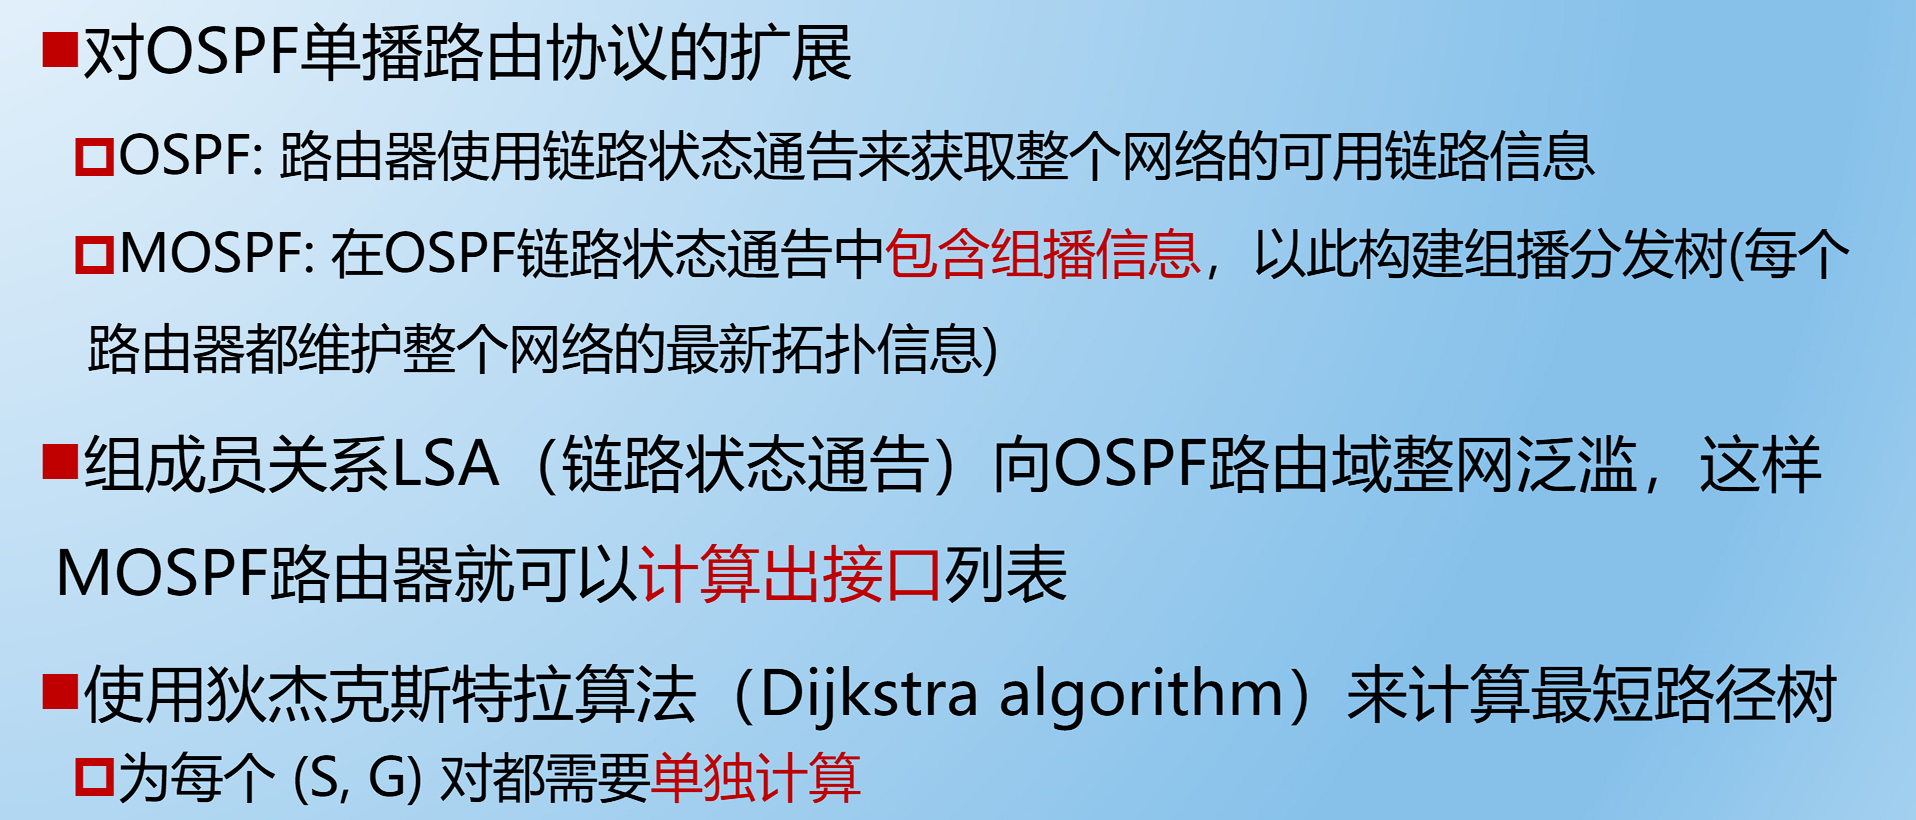 对OSPF单播路由协议的扩展
OSPF: 路由器使用链路状态通告来获取整个网络的可用链路信息
MOSPF: 在OSPF链路状态通告中包含组播信息，以此构建组播分发树(每个
路由器都维护整个网络的最新拓扑信息)
组成员关系LSA（链路状态通告）向OSPF路由域整网泛滥，这样
MOSPF路由器就可以计算出接口列表
使用狄杰克斯特拉算法（Dijkstra algorithm）来计算最短路径树
为每个 (S, G) 对都需要单独计算